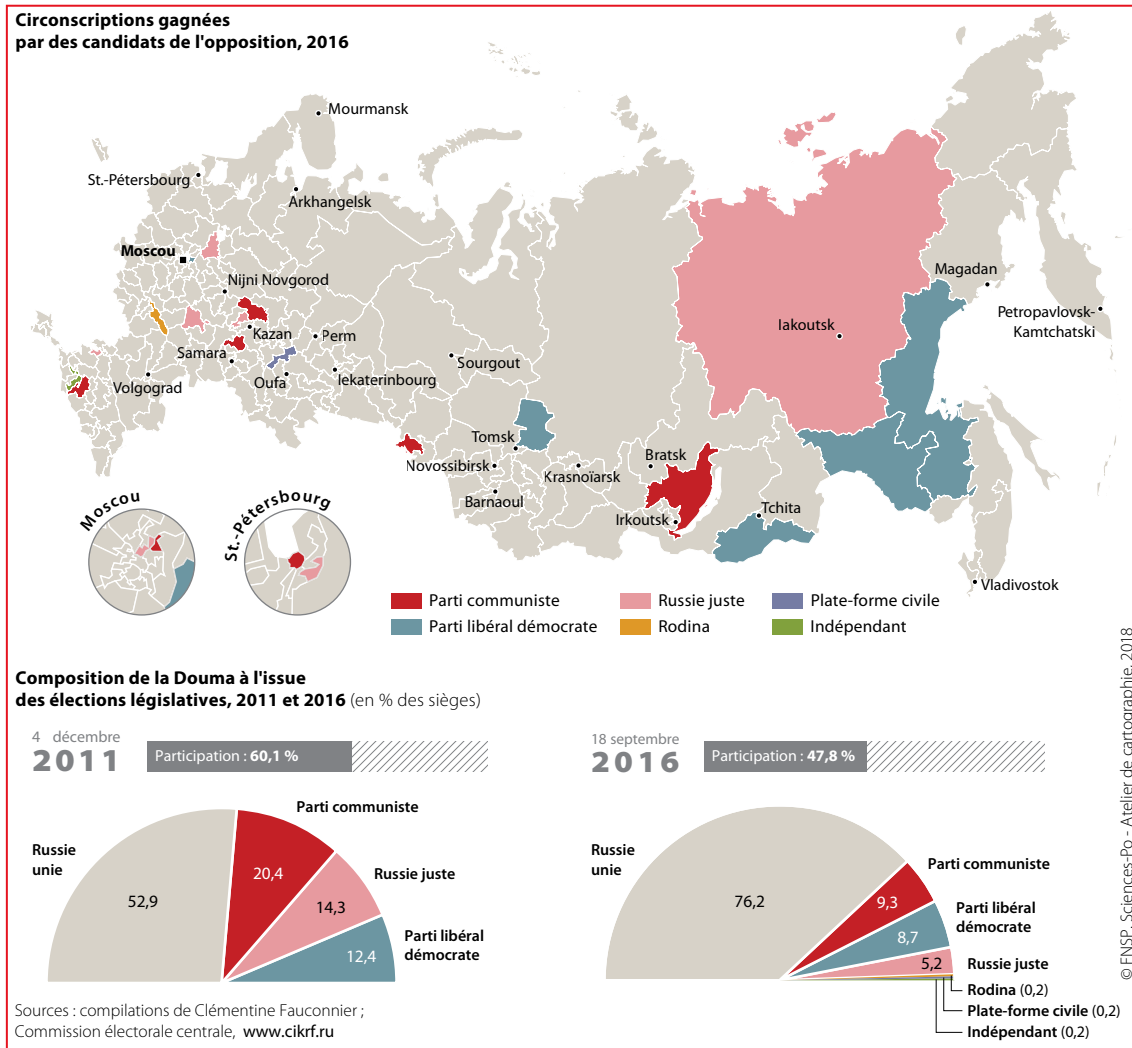 Circonscriptions gagnées
par des candidats de l'opposition, 2016
Mourmansk
St.-Pétersbourg
Arkhangelsk
Moscou
Nijni Novgorod
Magadan
Petropavlovsk-
Kamtchatski
Iakoutsk
Kazan
Perm
Samara
Sourgout
Volgograd
Oufa
Iekaterinbourg
Tomsk
Novossibirsk
Krasnoïarsk
Bratsk
Barnaoul
Irkoutsk
Tchita
Vladivostok
Moscou
St.-Pétersbourg
Parti communiste
Russie juste
Plate-forme civile
Parti libéral démocrate
Rodina
Indépendant
Composition de la Douma à l'issue
des élections législatives, 2011 et 2016 (en % des sièges)
4 décembre
2011
Participation : 60,1 %
18 septembre
2016
Participation : 47,8 %
Russie
unie
52,9
Parti communiste
20,4
Russie juste
14,3
Parti libéral
démocrate
12,4
Russie
unie
76,2
Parti communiste
9,3
Parti libéral
démocrate
8,7
Russie juste
5,2
Rodina (0,2)
Plate-forme civile (0,2)
Indépendant (0,2)
Sources : compilations de Clémentine Fauconnier ;
Commission électorale centrale, www.cikrf.ru
© FNSP. Sciences-Po - Atelier de cartographie, 2018